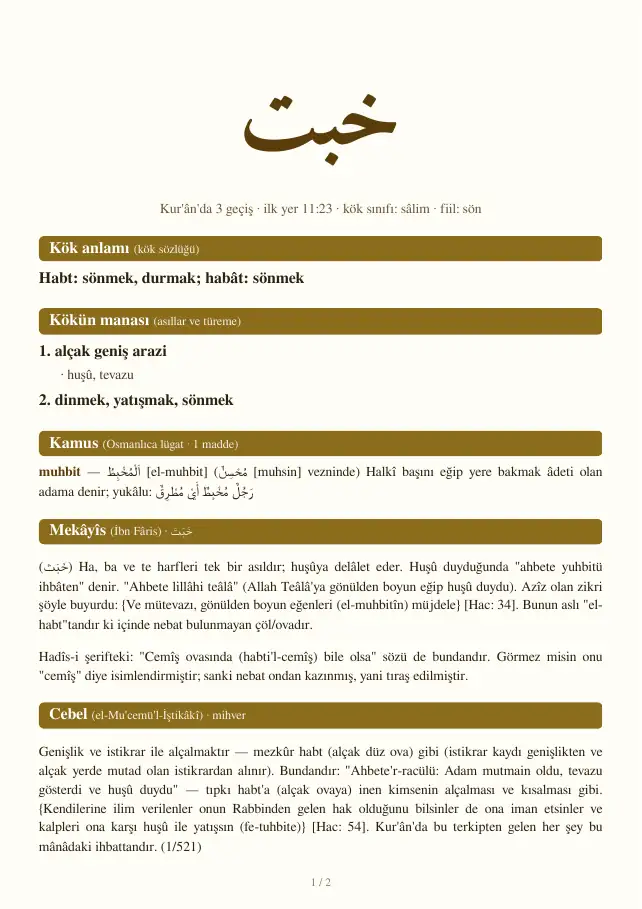 خبت
Kur'ân'da 3 geçiş · ilk yer 11:23 · kök sınıfı: sâlim · fiil: sön
Kök anlamı (kök sözlüğü)
Habt: sönmek, durmak; habât: sönmek
Kökün manası (asıllar ve türeme)
1. alçak geniş arazi
· huşû, tevazu
2. dinmek, yatışmak, sönmek
Kamus (Osmanlıca lügat · 1 madde)
muhbit — اَلْمُخْبِطُ [el-muhbit] (مُحْسِنٌ [muhsin] vezninde) Halkî başını eğip yere bakmak âdeti olan
adama denir; yukâlu: رَجُلٌ مُخْبِطٌ أَيْ مُطْرِقٌ
Mekâyîs (İbn Fâris) · خَبَتَ
(خَبَتَ) Ha, ba ve te harfleri tek bir asıldır; huşûya delâlet eder. Huşû duyduğunda "ahbete yuhbitü
ihbâten" denir. "Ahbete lillâhi teâlâ" (Allah Teâlâ'ya gönülden boyun eğip huşû duydu). Azîz olan zikri
şöyle buyurdu: {Ve mütevazı, gönülden boyun eğenleri (el-muhbitîn) müjdele} [Hac: 34]. Bunun aslı "el-
habt"tandır ki içinde nebat bulunmayan çöl/ovadır.
Hadîs-i şerifteki: "Cemîş ovasında (habti'l-cemîş) bile olsa" sözü de bundandır. Görmez misin onu
"cemîş" diye isimlendirmiştir; sanki nebat ondan kazınmış, yani tıraş edilmiştir.
Cebel (el-Mu'cemü'l-İştikâkî) · mihver
Genişlik ve istikrar ile alçalmaktır — mezkûr habt (alçak düz ova) gibi (istikrar kaydı genişlikten ve
alçak yerde mutad olan istikrardan alınır). Bundandır: "Ahbete'r-racülü: Adam mutmain oldu, tevazu
gösterdi ve huşû duydu" — tıpkı habt'a (alçak ovaya) inen kimsenin alçalması ve kısalması gibi.
{Kendilerine ilim verilenler onun Rabbinden gelen hak olduğunu bilsinler de ona iman etsinler ve
kalpleri ona karşı huşû ile yatışsın (fe-tuhbite)} [Hac: 54]. Kur'ân'da bu terkipten gelen her şey bu
mânâdaki ihbattandır. (1/521)
1 / 2